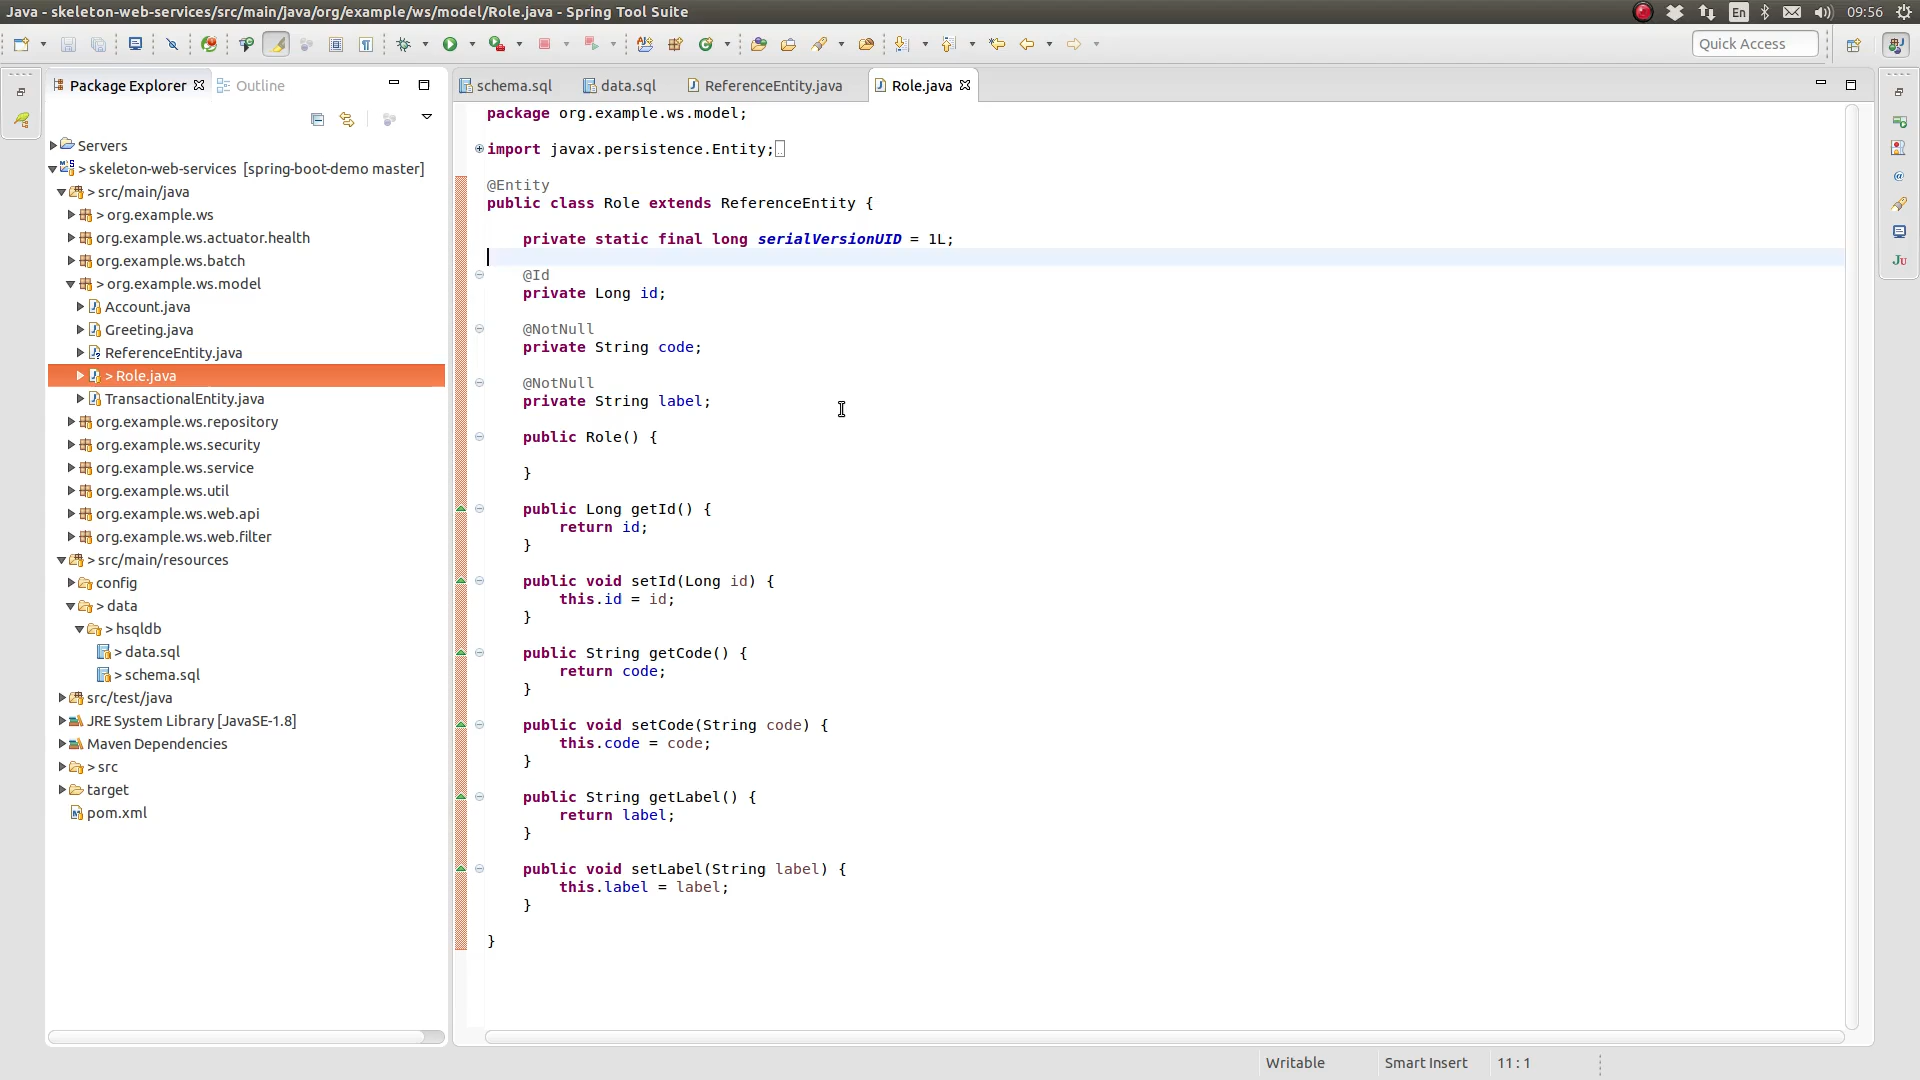 Java - skeleton-web-services/src/main/java/org/example/ws/model/Role.java - Spring Tool Suite
En
09:56
Quick Access
Package Explorer
Outline
Servers
> skeleton-web-services [spring-boot-demo master]
> src/main/java
> org.example.ws
org.example.ws.actuator.health
org.example.ws.batch
> org.example.ws.model
Account.java
Greeting.java
ReferenceEntity.java
> Role.java
TransactionalEntity.java
org.example.ws.repository
org.example.ws.security
org.example.ws.service
org.example.ws.util
org.example.ws.web.api
org.example.ws.web.filter
> src/main/resources
config
> data
> hsqldb
> data.sql
> schema.sql
src/test/java
JRE System Library [JavaSE-1.8]
Maven Dependencies
> src
target
pom.xml
schema.sql
data.sql
ReferenceEntity.java
Role.java
package org.example.ws.model;
import javax.persistence.Entity;
@Entity
public class Role extends ReferenceEntity {
private static final long serialVersionUID = 1L;
@Id
private Long id;
@NotNull
private String code;
@NotNull
private String label;
public Role() {
}
public Long getId() {
return id;
}
public void setId(Long id) {
this.id = id;
}
public String getCode() {
return code;
}
public void setCode(String code) {
this.code = code;
}
public String getLabel() {
return label;
}
public void setLabel(String label) {
this.label = label;
}
}
Writable
Smart Insert
11 : 1